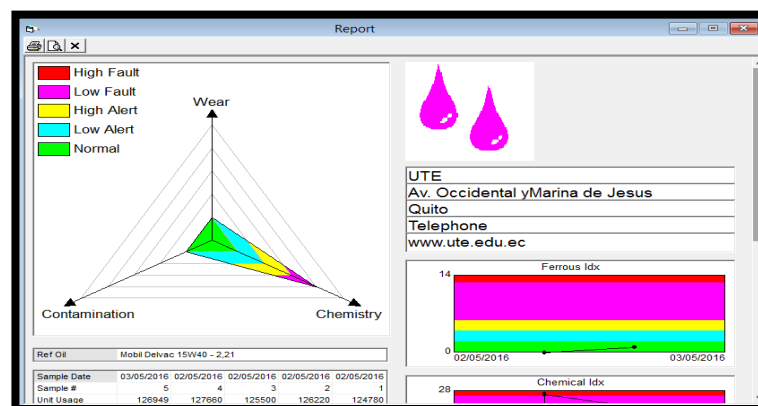 Report
High Fault
Low Fault
High Alert
Low Alert
Normal
Wear
Contamination
Chemistry
Ref Oil Mobil Delvac 15W40 - 2,21
Sample Date 03/05/2016 02/05/2016 02/05/2016 02/05/2016 02/05/2016
Sample # 5 4 3 2 1
Unit Usage 126949 127660 125500 126220 124780
UTE
Av. Occidental yMarina de Jesus
Quito
Telephone
www.ute.edu.ec
Ferrous Idx
14
0
02/05/2016 03/05/2016
Chemical Idx
28